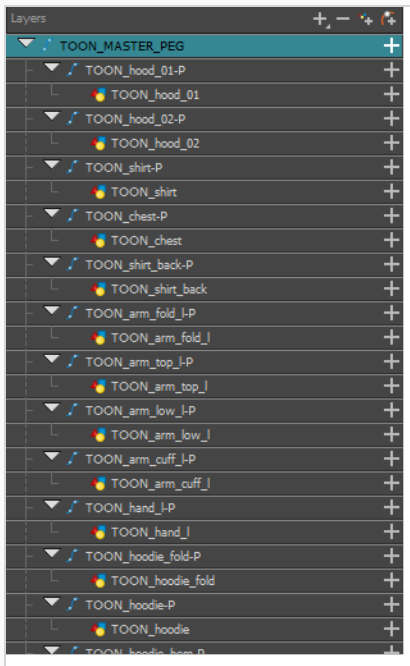 Layers
TOON_MASTER_PEG
TOON_hood_01-P
TOON_hood_01
TOON_hood_02-P
TOON_hood_02
TOON_shirt-P
TOON_shirt
TOON_chest-P
TOON_chest
TOON_shirt_back-P
TOON_shirt_back
TOON_arm_fold_l-P
TOON_arm_fold_l
TOON_arm_top_l-P
TOON_arm_top_l
TOON_arm_low_l-P
TOON_arm_low_l
TOON_arm_cuff_l-P
TOON_arm_cuff_l
TOON_hand_l-P
TOON_hand_l
TOON_hoodie_fold-P
TOON_hoodie_fold
TOON_hoodie-P
TOON_hoodie
TOON_hoodie_hem-P